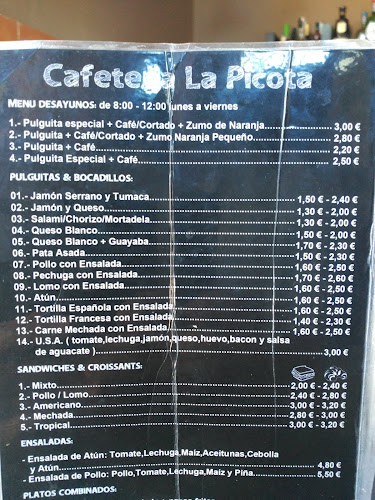 Cafetería La Picota
MENU DESAYUNOS: de 8:00 - 12:00 lunes a viernes
1.- Pulguita especial + Café/Cortado + Zumo de Naranja 3,00 €
2.- Pulguita + Café/Cortado + Zumo Naranja Pequeño 2,80 €
3.- Pulguita + Café 2,20 €
4.- Pulguita Especial + Café 2,50 €
PULGUITAS & BOCADILLOS:
01.- Jamón Serrano y Tumaca 1,50 € - 2,40 €
02.- Jamón y Queso 1,30 € - 2,00 €
03.- Salami/Chorizo/Mortadela 1,30 € - 2,00 €
04.- Queso Blanco 1,50 € - 2,00 €
05.- Queso Blanco + Guayaba 1,70 € - 2,30 €
06.- Pata Asada 1,50 € - 2,30 €
07.- Pollo con Ensalada 1,60 € - 2,50 €
08.- Pechuga con Ensalada 1,70 € - 2,60 €
09.- Lomo con Ensalada 1,60 € - 2,50 €
10.- Atún 1,60 € - 2,50 €
11.- Tortilla Española con Ensalada 1,60 € - 2,50 €
12.- Tortilla Francesa con Ensalada 1,40 € - 2,30 €
13.- Carne Mechada con Ensalada 1,60 € - 2,50 €
14.- U.S.A. ( tomate,lechuga,jamón,queso,huevo,bacon y salsa
de aguacate ) 3,00 €
SANDWICHES & CROISSANTS:
1.- Mixto 2,00 € - 2,40 €
2.- Pollo / Lomo 2,40 € - 2,80 €
3.- Americano 3,00 € - 3,20 €
4.- Mechada 2,80 € - 3,00 €
5.- Tropical 3,00 € - 3,20 €
ENSALADAS:
- Ensalada de Atún: Tomate,Lechuga,Maíz,Aceitunas,Cebolla
y Atún 4,80 €
- Ensalada de Pollo: Pollo,Tomate,Lechuga,Maíz y Piña 5,50 €
PLATOS COMBINADOS: